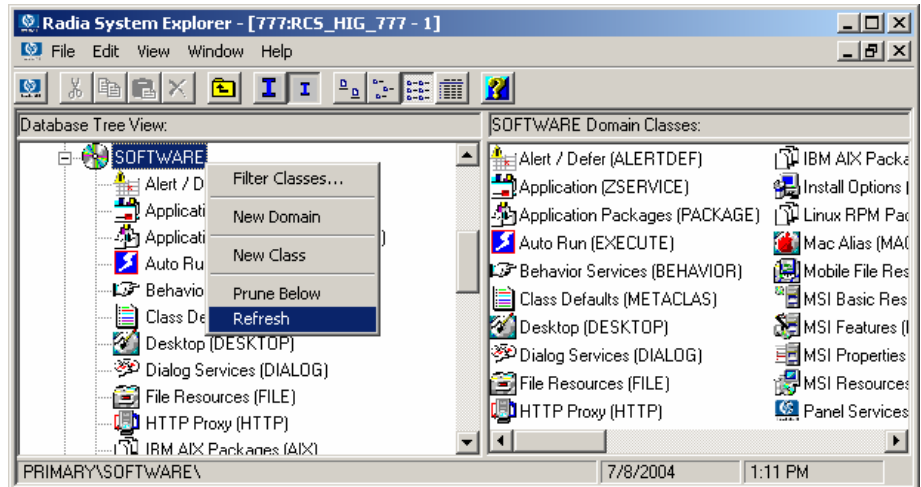 Radia System Explorer - [777:RCS_HIG_777 - 1]
File Edit View Window Help
Database Tree View:
SOFTWARE Domain Classes:
SOFTWARE
Alert / D
Applicati
Applicati )
Auto Ru
Behavio
Class De
Desktop (DESKTOP)
Dialog Services (DIALOG)
File Resources (FILE)
HTTP Proxy (HTTP)
IBM AIX Packages (AIX)
Filter Classes...
New Domain
New Class
Prune Below
Refresh
Alert / Defer (ALERTDEF)
Application (ZSERVICE)
Application Packages (PACKAGE)
Auto Run (EXECUTE)
Behavior Services (BEHAVIOR)
Class Defaults (METACLAS)
Desktop (DESKTOP)
Dialog Services (DIALOG)
File Resources (FILE)
HTTP Proxy (HTTP)
IBM AIX Packa
Install Options (
Linux RPM Pac
Mac Alias (MAC
Mobile File Res
MSI Basic Res
MSI Features (
MSI Properties
MSI Resources
Panel Services
PRIMARY\SOFTWARE\
7/8/2004
1:11 PM